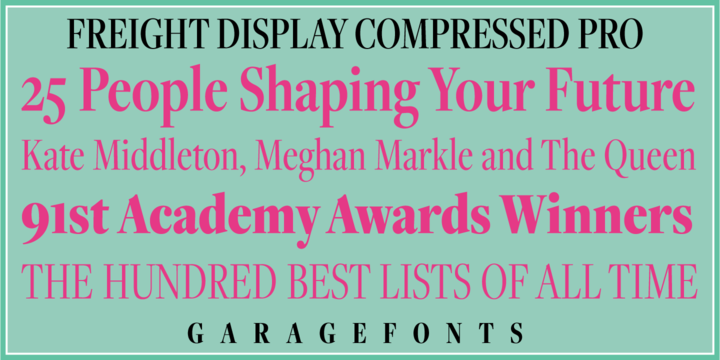 FREIGHT DISPLAY COMPRESSED PRO
25 People Shaping Your Future
Kate Middleton, Meghan Markle and The Queen
91st Academy Awards Winners
THE HUNDRED BEST LISTS OF ALL TIME
GARAGEFONTS